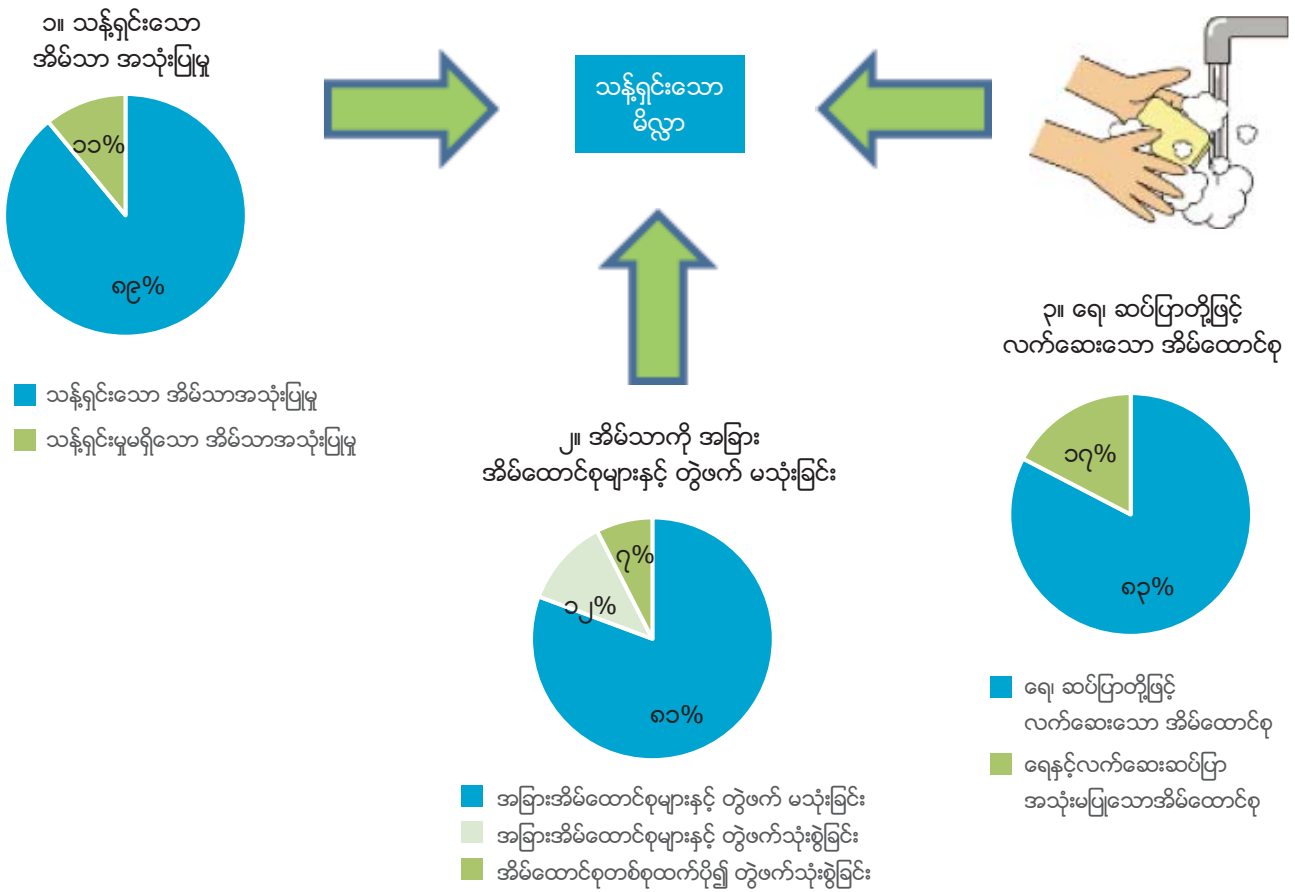 ၁။ သန့်ရှင်းသော
အိမ်သာ အသုံးပြုမှု
၁၁%
၈၉%
သန့်ရှင်းသော အိမ်သာအသုံးပြုမှု
သန့်ရှင်းမှုမရှိသော အိမ်သာအသုံးပြုမှု
သန့်ရှင်းသော
မိလ္လာ
၂။ အိမ်သာကို အခြား
အိမ်ထောင်စုများနှင့် တွဲဖက် မသုံးခြင်း
၇%
၁၂%
၈၁%
အခြားအိမ်ထောင်စုများနှင့် တွဲဖက် မသုံးခြင်း
အခြားအိမ်ထောင်စုများနှင့် တွဲဖက်သုံးစွဲခြင်း
အိမ်ထောင်စုတစ်စုထက်ပို၍ တွဲဖက်သုံးစွဲခြင်း
၃။ ရေ၊ ဆပ်ပြာတို့ဖြင့်
လက်ဆေးသော အိမ်ထောင်စု
၁၇%
၈၃%
ရေ၊ ဆပ်ပြာတို့ဖြင့်
လက်ဆေးသော အိမ်ထောင်စု
ရေနှင့်လက်ဆေးဆပ်ပြာ
အသုံးမပြုသောအိမ်ထောင်စု